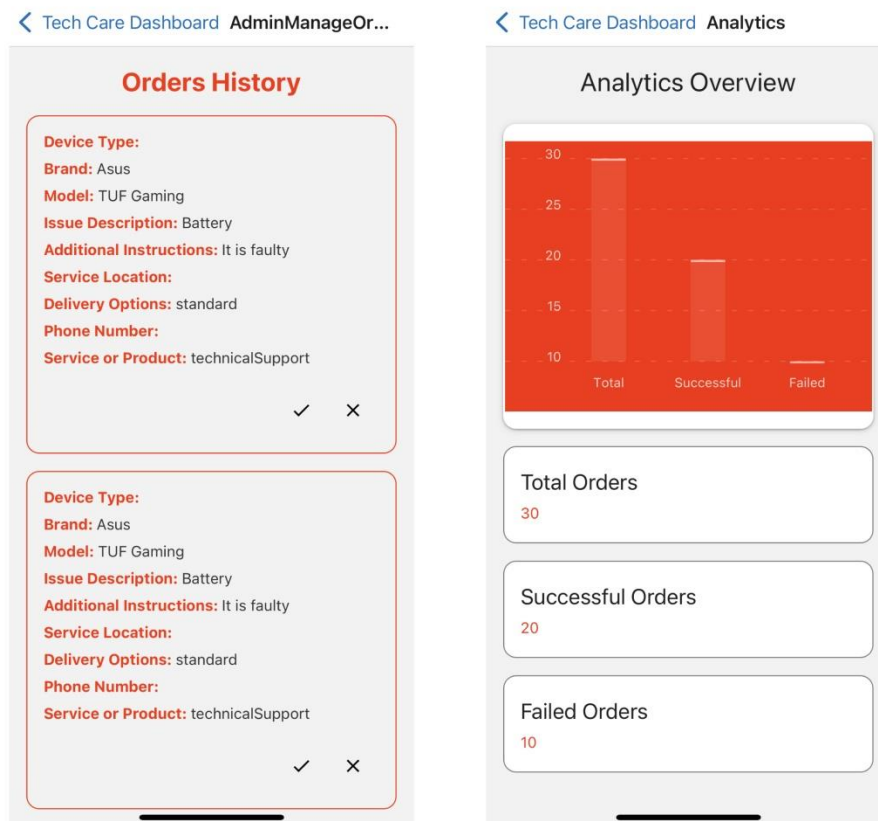 Tech Care Dashboard AdminManageOr...
Orders History
Device Type:
Brand: Asus
Model: TUF Gaming
Issue Description: Battery
Additional Instructions: It is faulty
Service Location:
Delivery Options: standard
Phone Number:
Service or Product: technicalSupport
Device Type:
Brand: Asus
Model: TUF Gaming
Issue Description: Battery
Additional Instructions: It is faulty
Service Location:
Delivery Options: standard
Phone Number:
Service or Product: technicalSupport
Tech Care Dashboard Analytics
Analytics Overview
30
25
20
15
10
Total Successful Failed
Total Orders
30
Successful Orders
20
Failed Orders
10